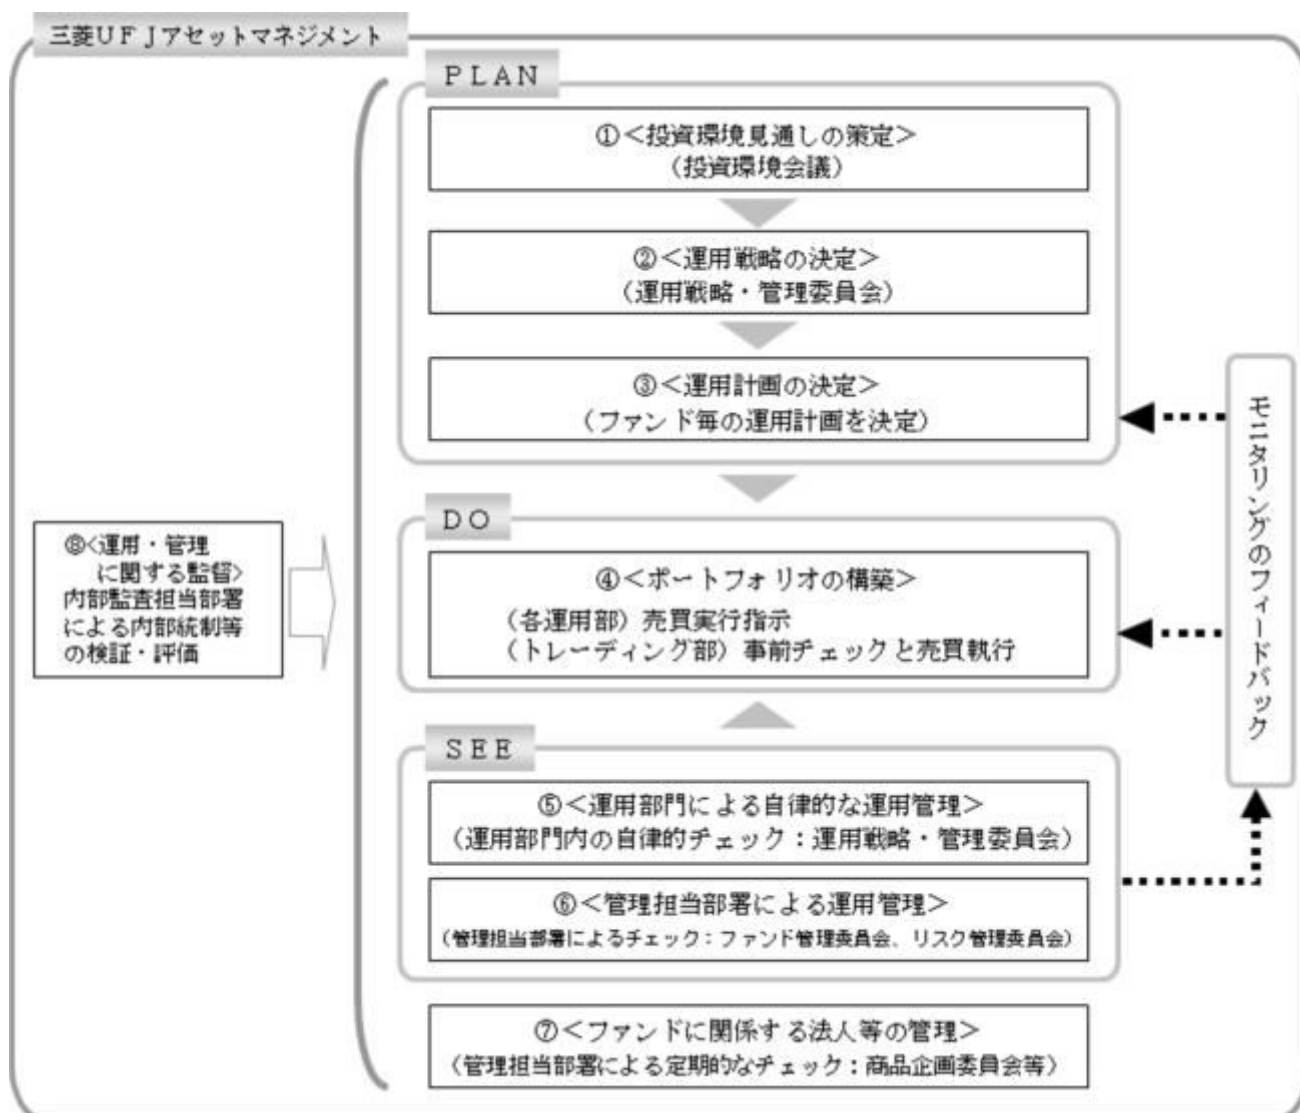 三菱ＵＦＪアセットマネジメント
ＰＬＡＮ
①＜投資環境見通しの策定＞
（投資環境会議）
②＜運用戦略の決定＞
（運用戦略・管理委員会）
③＜運用計画の決定＞
（ファンド毎の運用計画を決定）
ＤＯ
④＜ポートフォリオの構築＞
（各運用部）売買実行指示
（トレーディング部）事前チェックと売買執行
ＳＥＥ
⑤＜運用部門による自律的な運用管理＞
（運用部門内の自律的チェック：運用戦略・管理委員会）
⑥＜管理担当部署による運用管理＞
（管理担当部署によるチェック：ファンド管理委員会、リスク管理委員会）
⑦＜ファンドに関係する法人等の管理＞
（管理担当部署による定期的なチェック：商品企画委員会等）
⑧＜運用・管理
に関する監督＞
内部監査担当部署
による内部統制等
の検証・評価
モニタリングのフィードバック